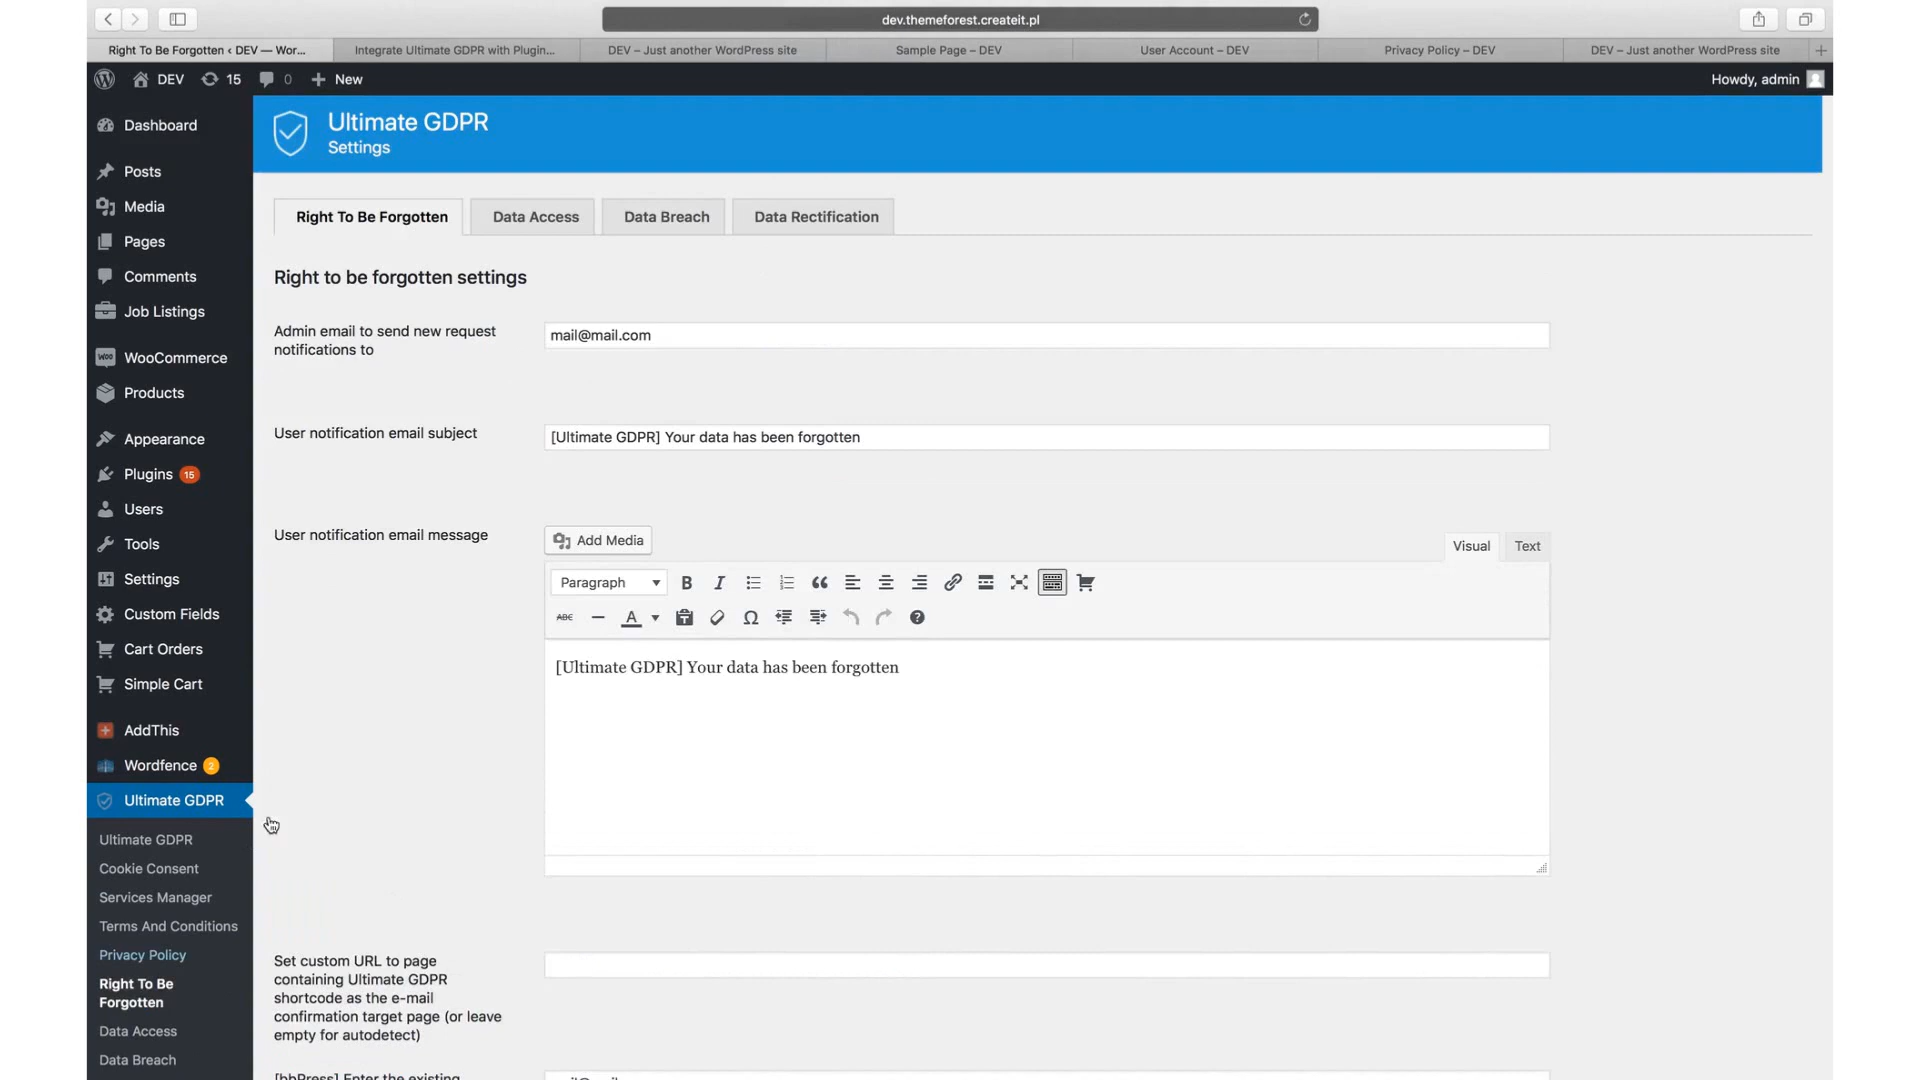 dev.themeforest.createit.pl
Right To Be Forgotten ‹ DEV — Wor...
Integrate Ultimate GDPR with Plugin...
DEV – Just another WordPress site
Sample Page – DEV
User Account – DEV
Privacy Policy – DEV
DEV – Just another WordPress site
DEV
15
0
New
Howdy, admin
Dashboard
Posts
Media
Pages
Comments
Job Listings
WooCommerce
Products
Appearance
Plugins 15
Users
Tools
Settings
Custom Fields
Cart Orders
Simple Cart
AddThis
Wordfence 2
Ultimate GDPR
Ultimate GDPR
Cookie Consent
Services Manager
Terms And Conditions
Privacy Policy
Right To Be
Forgotten
Data Access
Data Breach
Ultimate GDPR
Settings
Right To Be Forgotten
Data Access
Data Breach
Data Rectification
Right to be forgotten settings
Admin email to send new request
notifications to
mail@mail.com
User notification email subject
[Ultimate GDPR] Your data has been forgotten
User notification email message
Add Media
Visual
Text
Paragraph
B
I
ABC
A
Ω
[Ultimate GDPR] Your data has been forgotten
Set custom URL to page
containing Ultimate GDPR
shortcode as the e-mail
confirmation target page (or leave
empty for autodetect)
[bbPress] Enter the existing